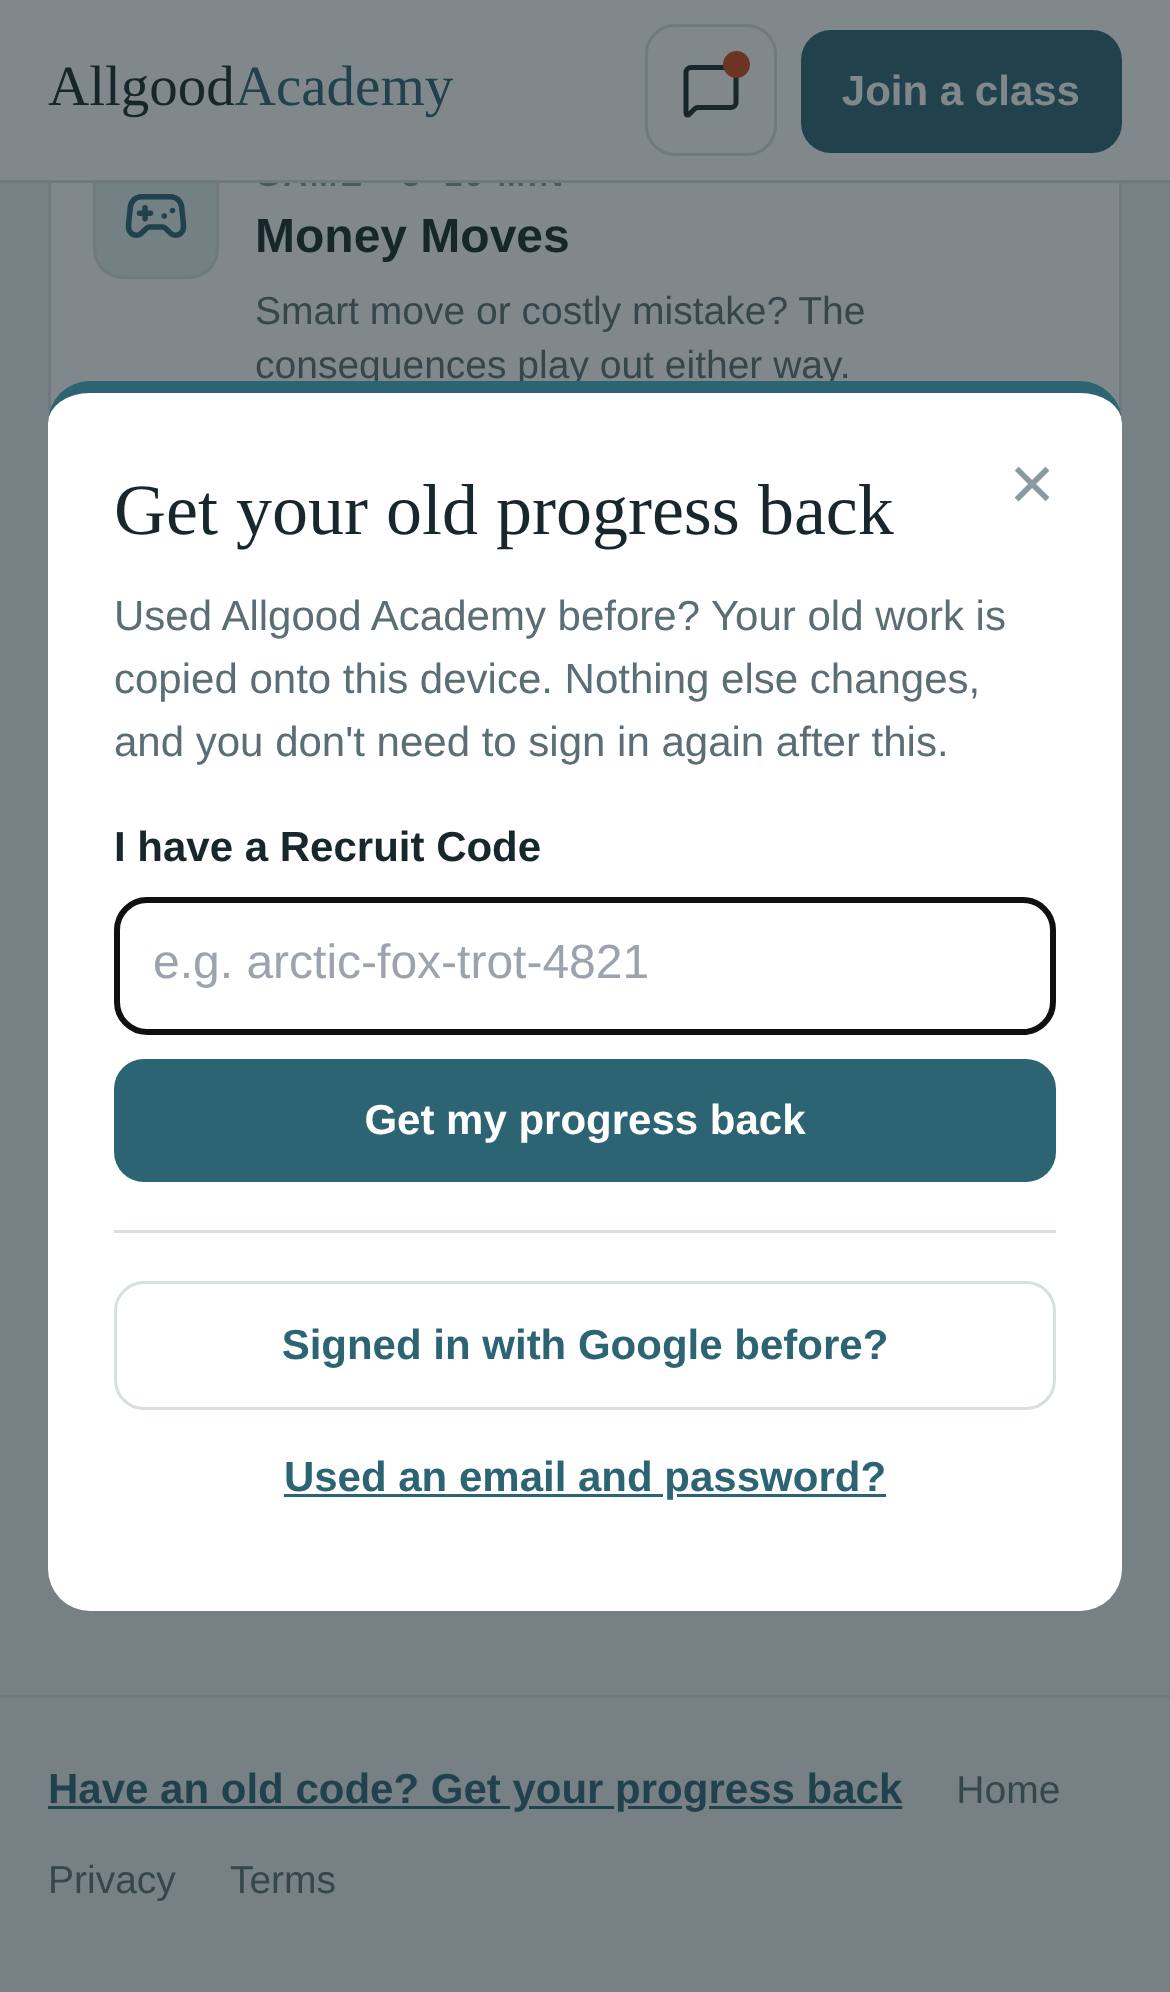 AllgoodAcademy
Join a class
Money Moves
Smart move or costly mistake? The
consequences play out either way.
Get your old progress back
Used Allgood Academy before? Your old work is
copied onto this device. Nothing else changes,
and you don't need to sign in again after this.
I have a Recruit Code
e.g. arctic-fox-trot-4821
Get my progress back
Signed in with Google before?
Used an email and password?
Have an old code? Get your progress back
Home
Privacy
Terms